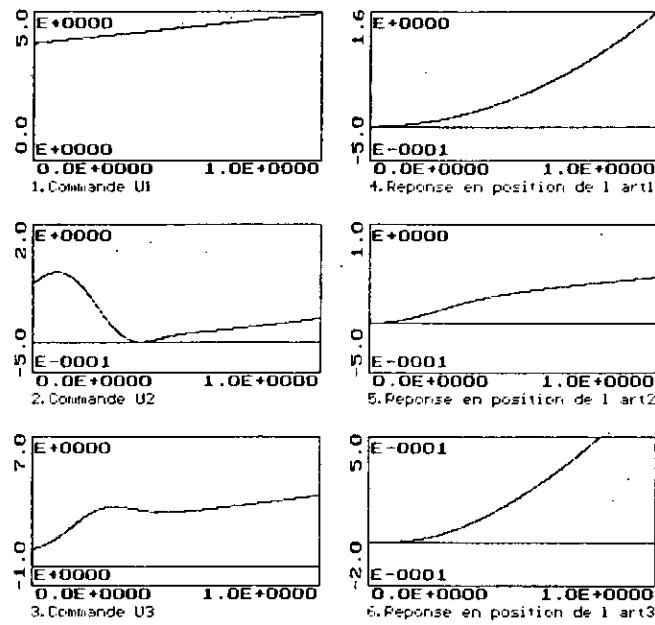 5.0
E+0000
0.0
E+0000
0.0E+0000 1.0E+0000
1.Commande U1
1.6
E+0000
-5.0
E-0001
0.0E+0000 1.0E+0000
4.Reponse en position de l art1
2.0
E+0000
-5.0
E-0001
0.0E+0000 1.0E+0000
2.Commande U2
1.0
E+0000
-5.0
E-0001
0.0E+0000 1.0E+0000
5.Reponse en position de l art2
7.0
E+0000
-1.0
E+0000
0.0E+0000 1.0E+0000
3.Commande U3
5.0
E-0001
-2.0
E-0001
0.0E+0000 1.0E+0000
6.Reponse en position de l art3